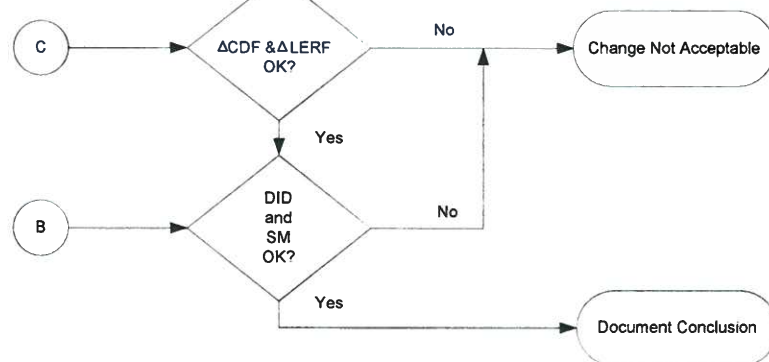 C
ΔCDF &ΔLERF
OK?
No
Change Not Acceptable
Yes
B
DID
and
SM
OK?
No
Yes
Document Conclusion